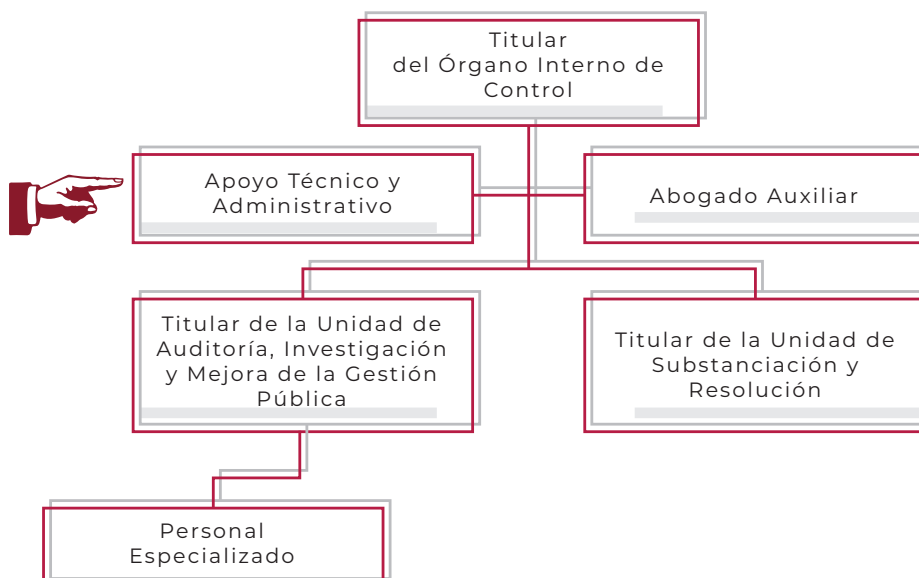 Titular
del Órgano Interno de
Control
Apoyo Técnico y
Administrativo
Abogado Auxiliar
Titular de la Unidad de
Auditoría, Investigación
y Mejora de la Gestión
Pública
Titular de la Unidad de
Substanciación y
Resolución
Personal
Especializado